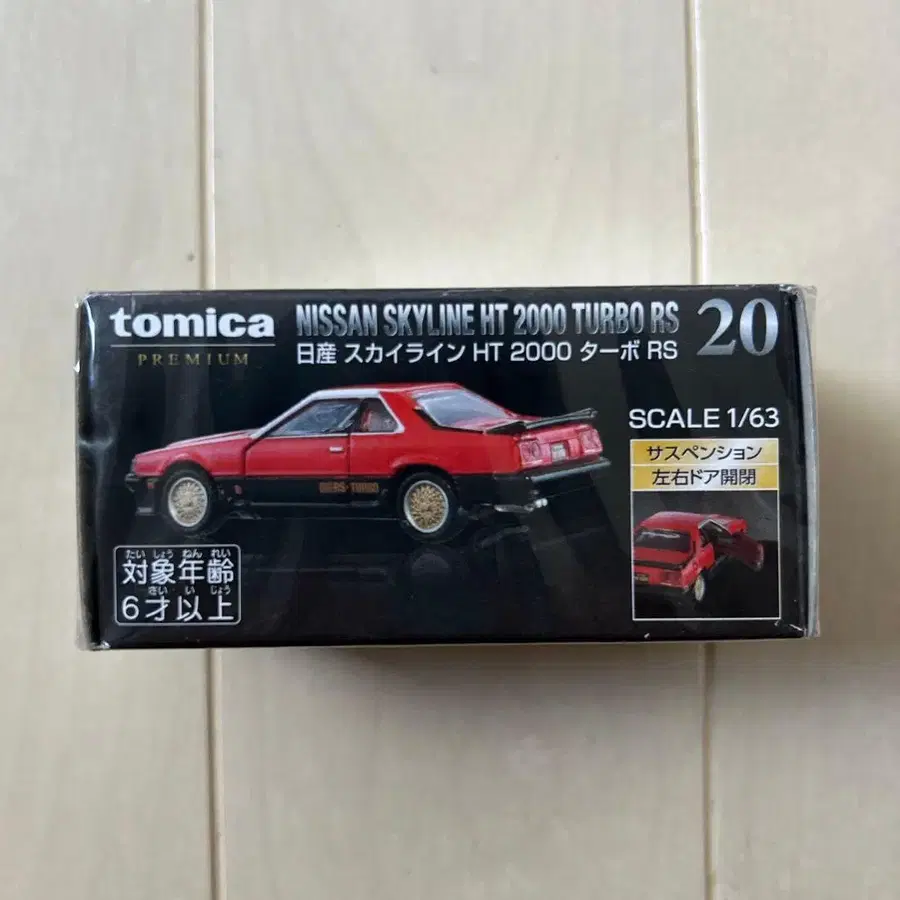 tomica
PREMIUM
NISSAN SKYLINE HT 2000 TURBO RS
日産 スカイライン HT 2000 ターボ RS
20
SCALE 1/63
サスペンション
左右ドア開閉
たい しょう ねん れい
対象年齢
さい い じょう
6才以上